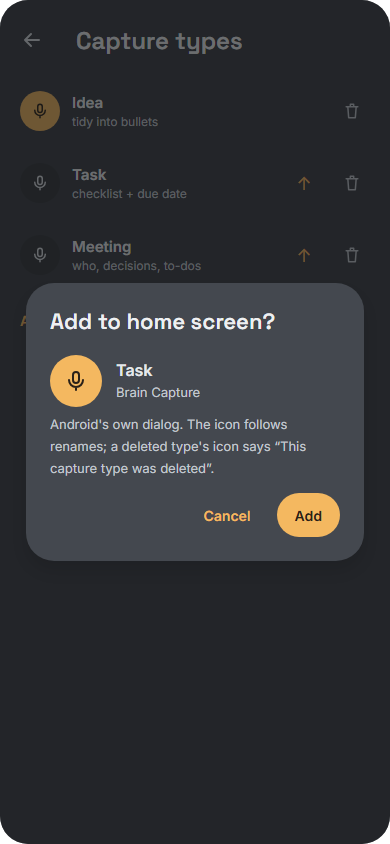 Capture types
Idea
tidy into bullets
Task
checklist + due date
Meeting
who, decisions, to-dos
A
Add to home screen?
Task
Brain Capture
Android's own dialog. The icon follows
renames; a deleted type's icon says “This
capture type was deleted”.
Cancel
Add